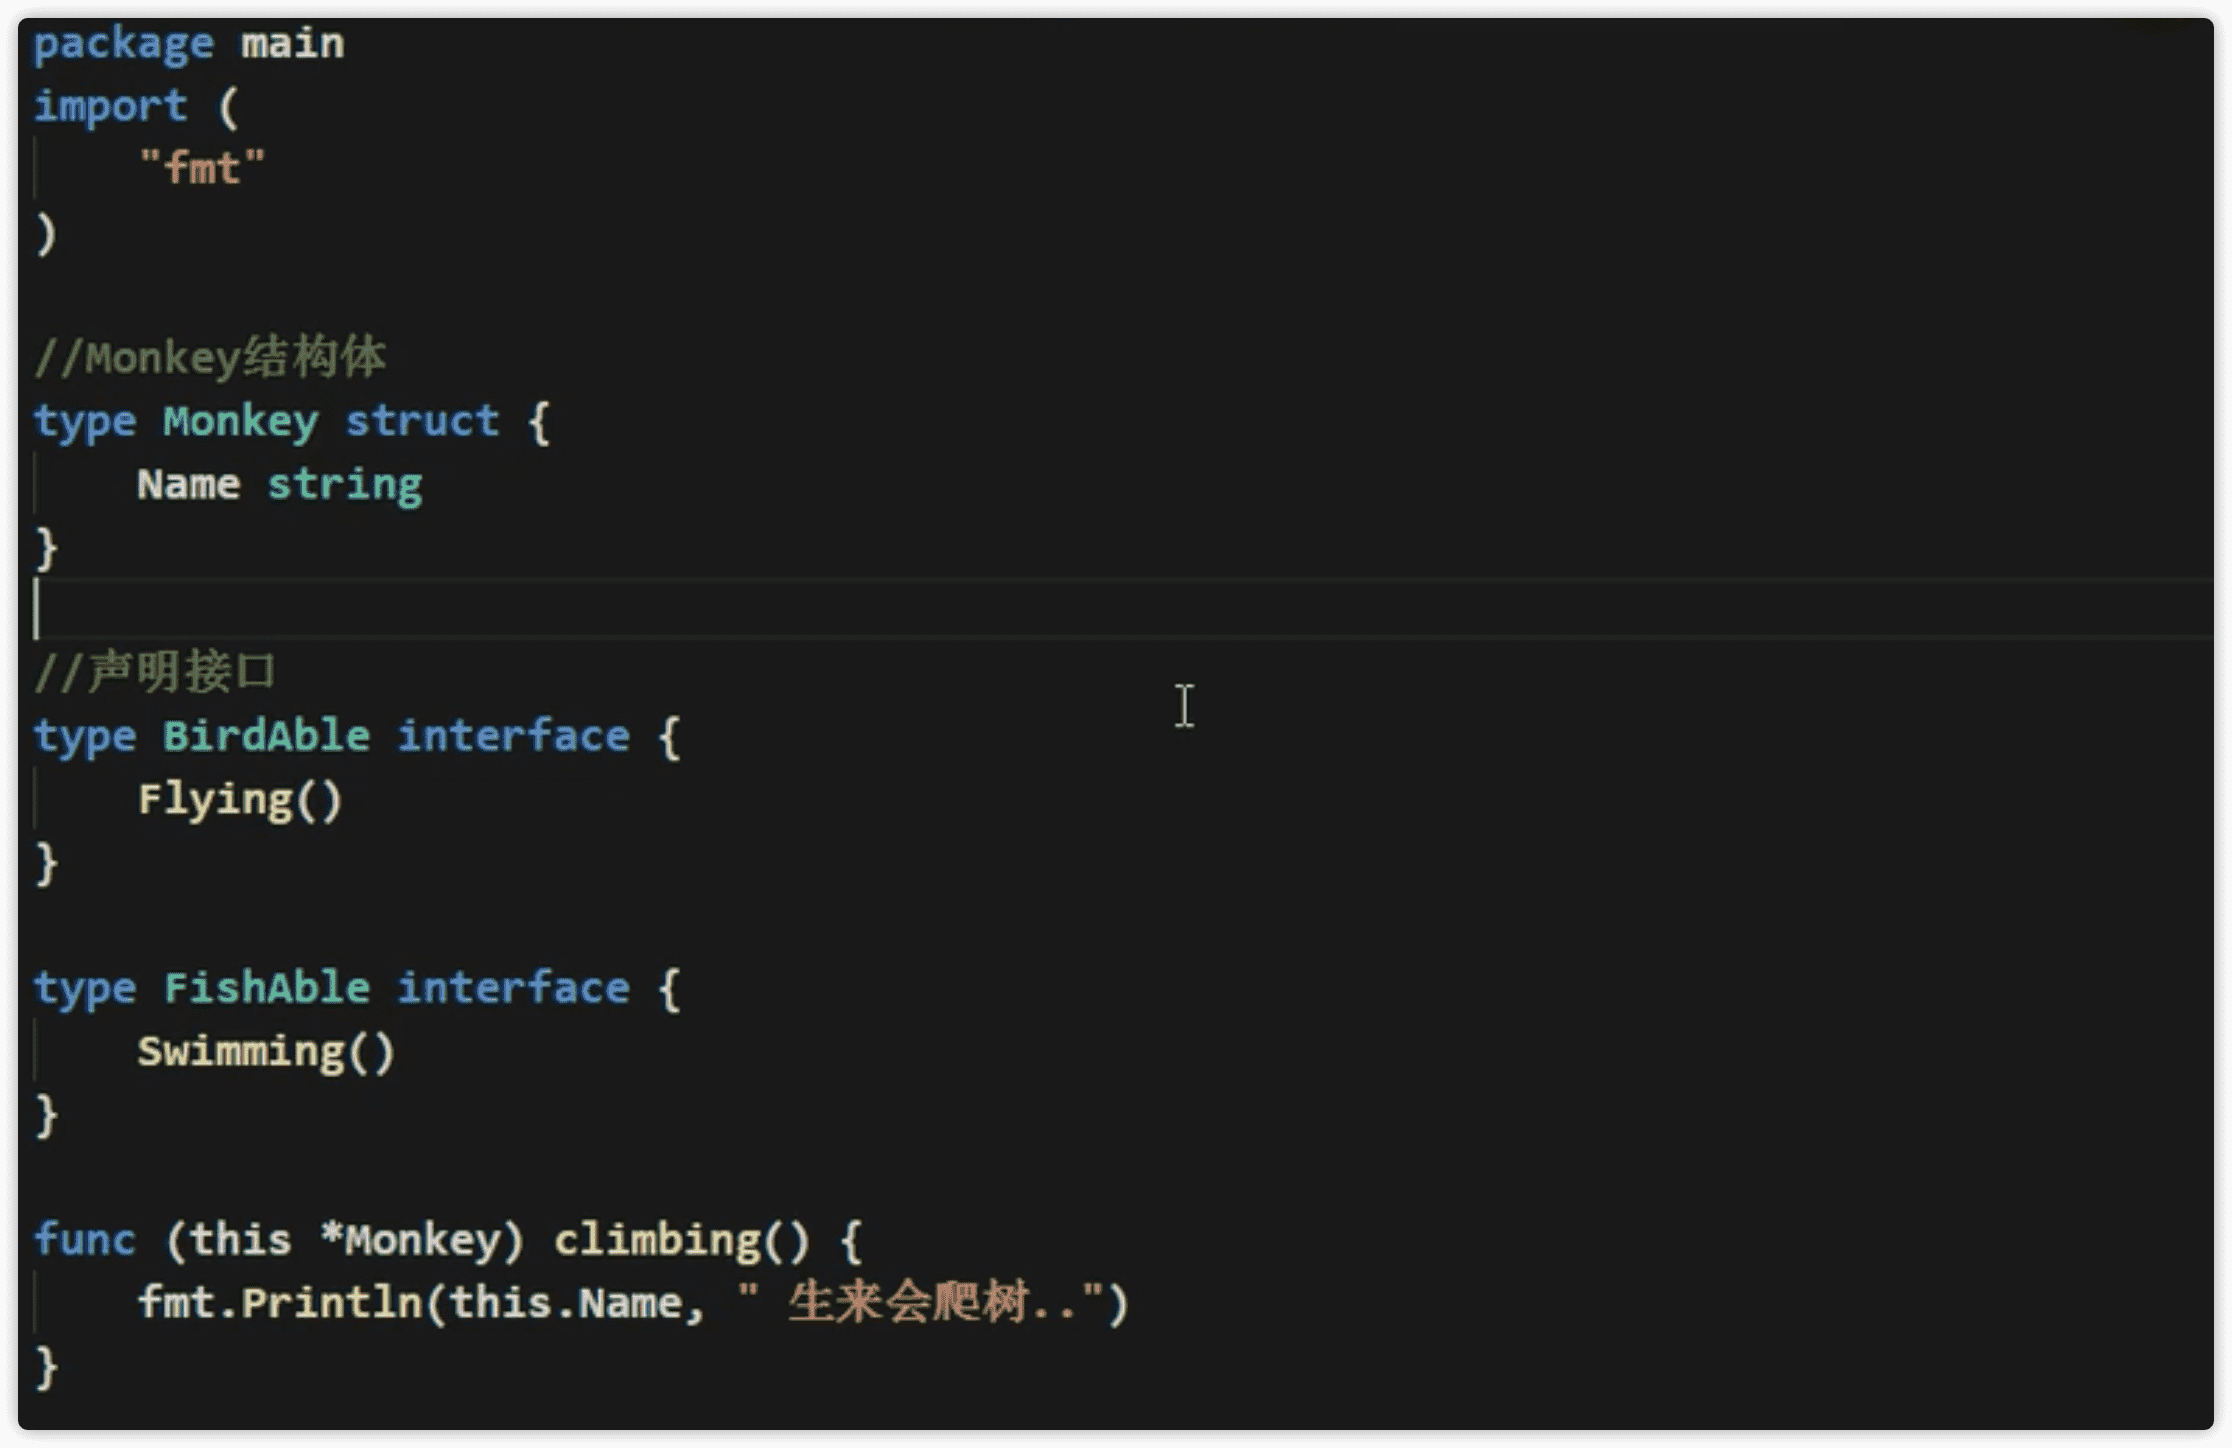 package main
import (
    "fmt"
)
//Monkey结构体
type Monkey struct {
    Name string
}
//声明接口
type BirdAble interface {
    Flying()
}
type FishAble interface {
    Swimming()
}
func (this *Monkey) climbing() {
    fmt.Println(this.Name, " 生来会爬树..")
}